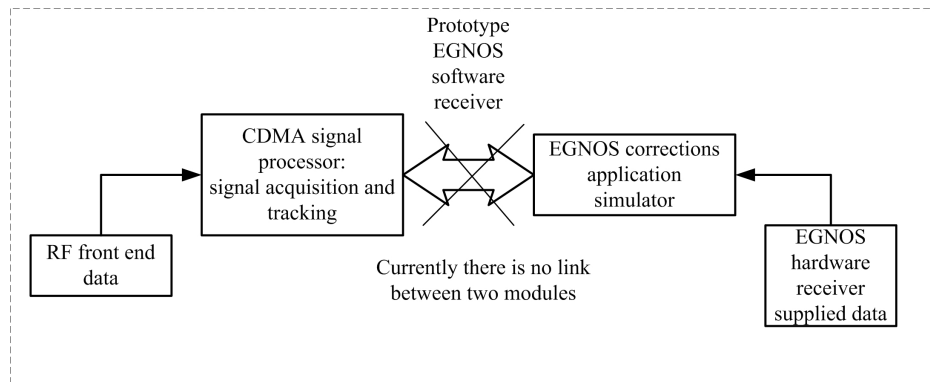 Prototype
EGNOS
software
receiver
CDMA signal
processor:
signal acquisition and
tracking
EGNOS corrections
application
simulator
RF front end
data
Currently there is no link
between two modules
EGNOS
hardware
receiver
supplied data